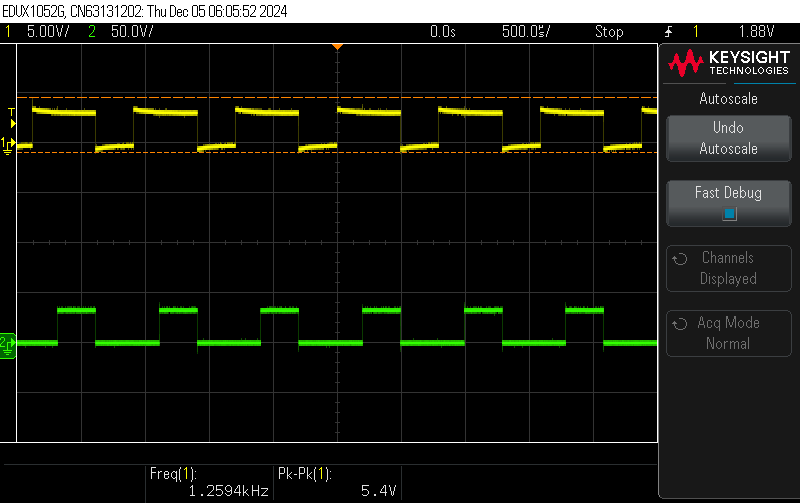 EDUX1052G, CN63131202: Thu Dec 05 06:05:52 2024
1 5.00V/ 2 50.0V/ 0.0s 500.0µs/ Stop 1 1.88V
KEYSIGHT
TECHNOLOGIES
Autoscale
Undo
Autoscale
Fast Debug
Channels
Displayed
Acq Mode
Normal
T
1
2
Freq(1): Pk-Pk(1):
1.2594kHz 5.4V